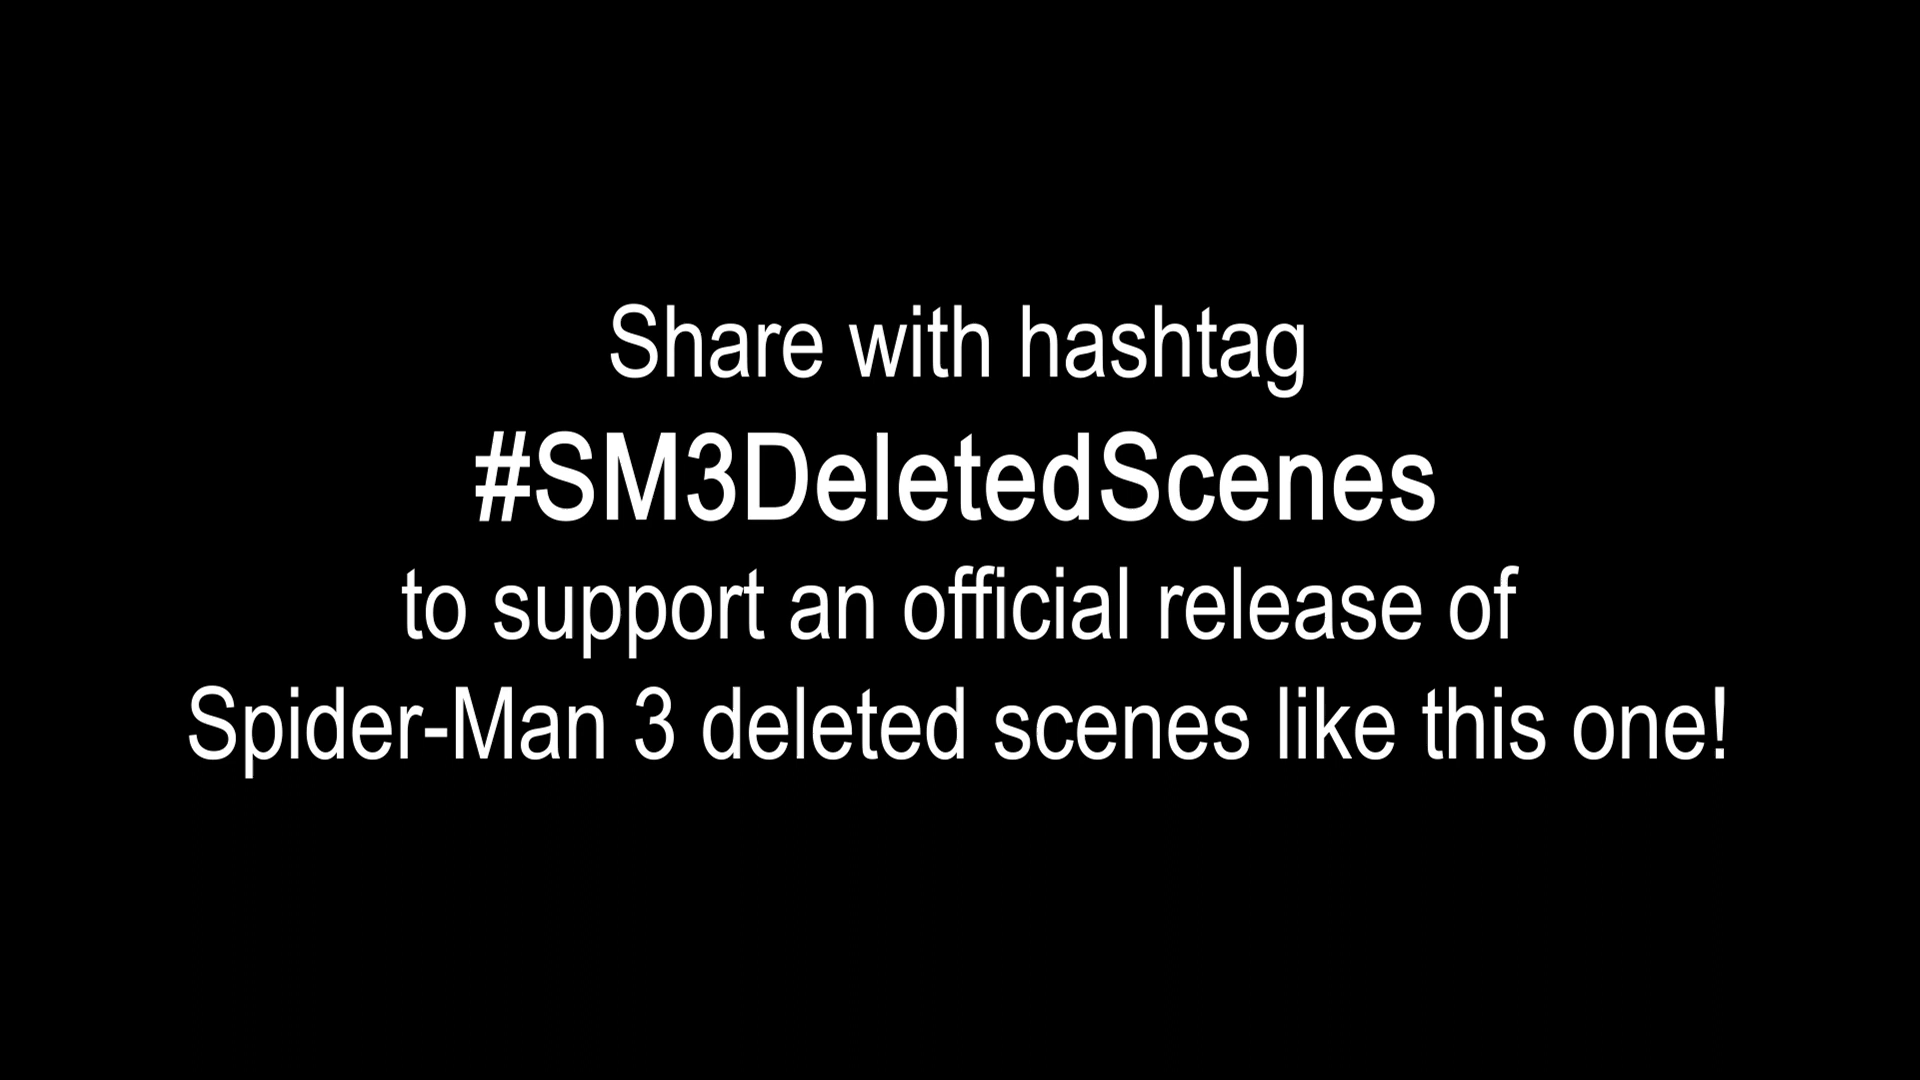 Share with hashtag
#SM3DeletedScenes
to support an official release of
Spider-Man 3 deleted scenes like this one!